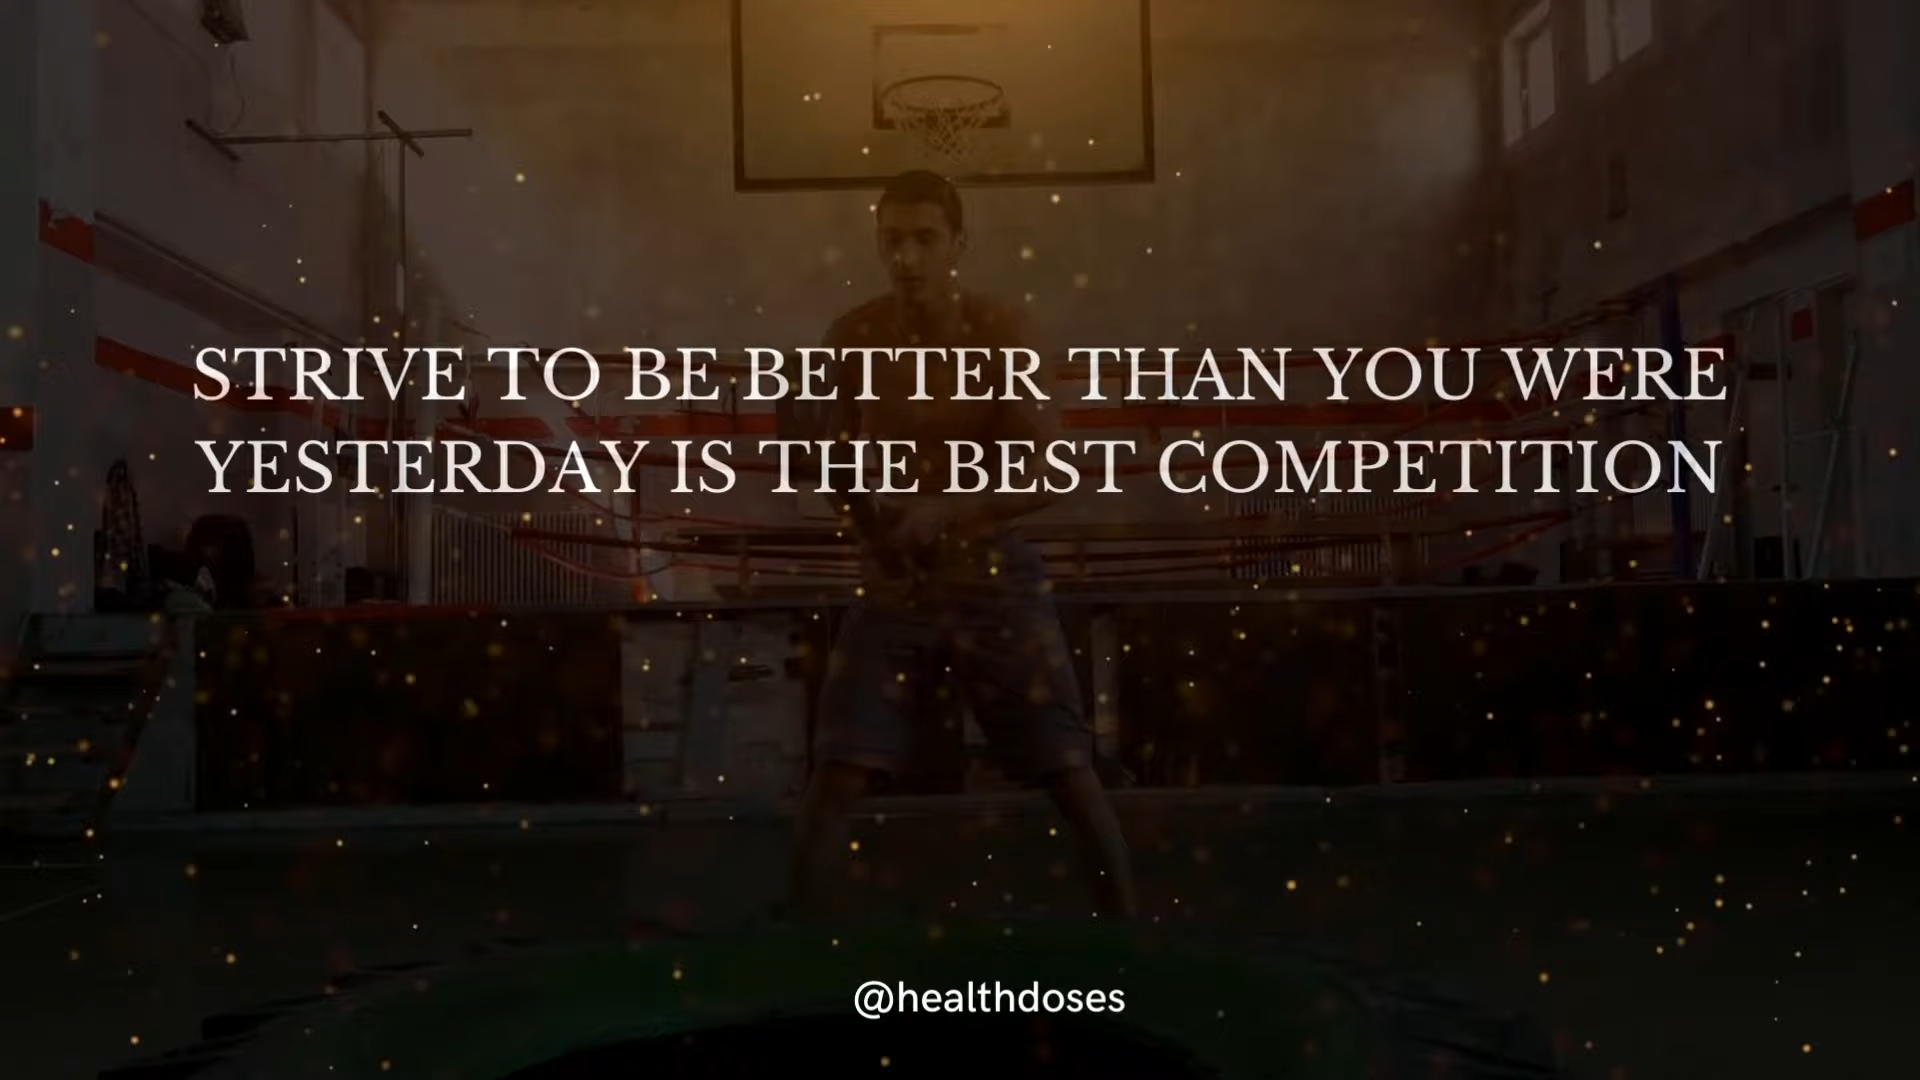 STRIVE TO BE BETTER THAN YOU WERE
YESTERDAY IS THE BEST COMPETITION
@healthdoses